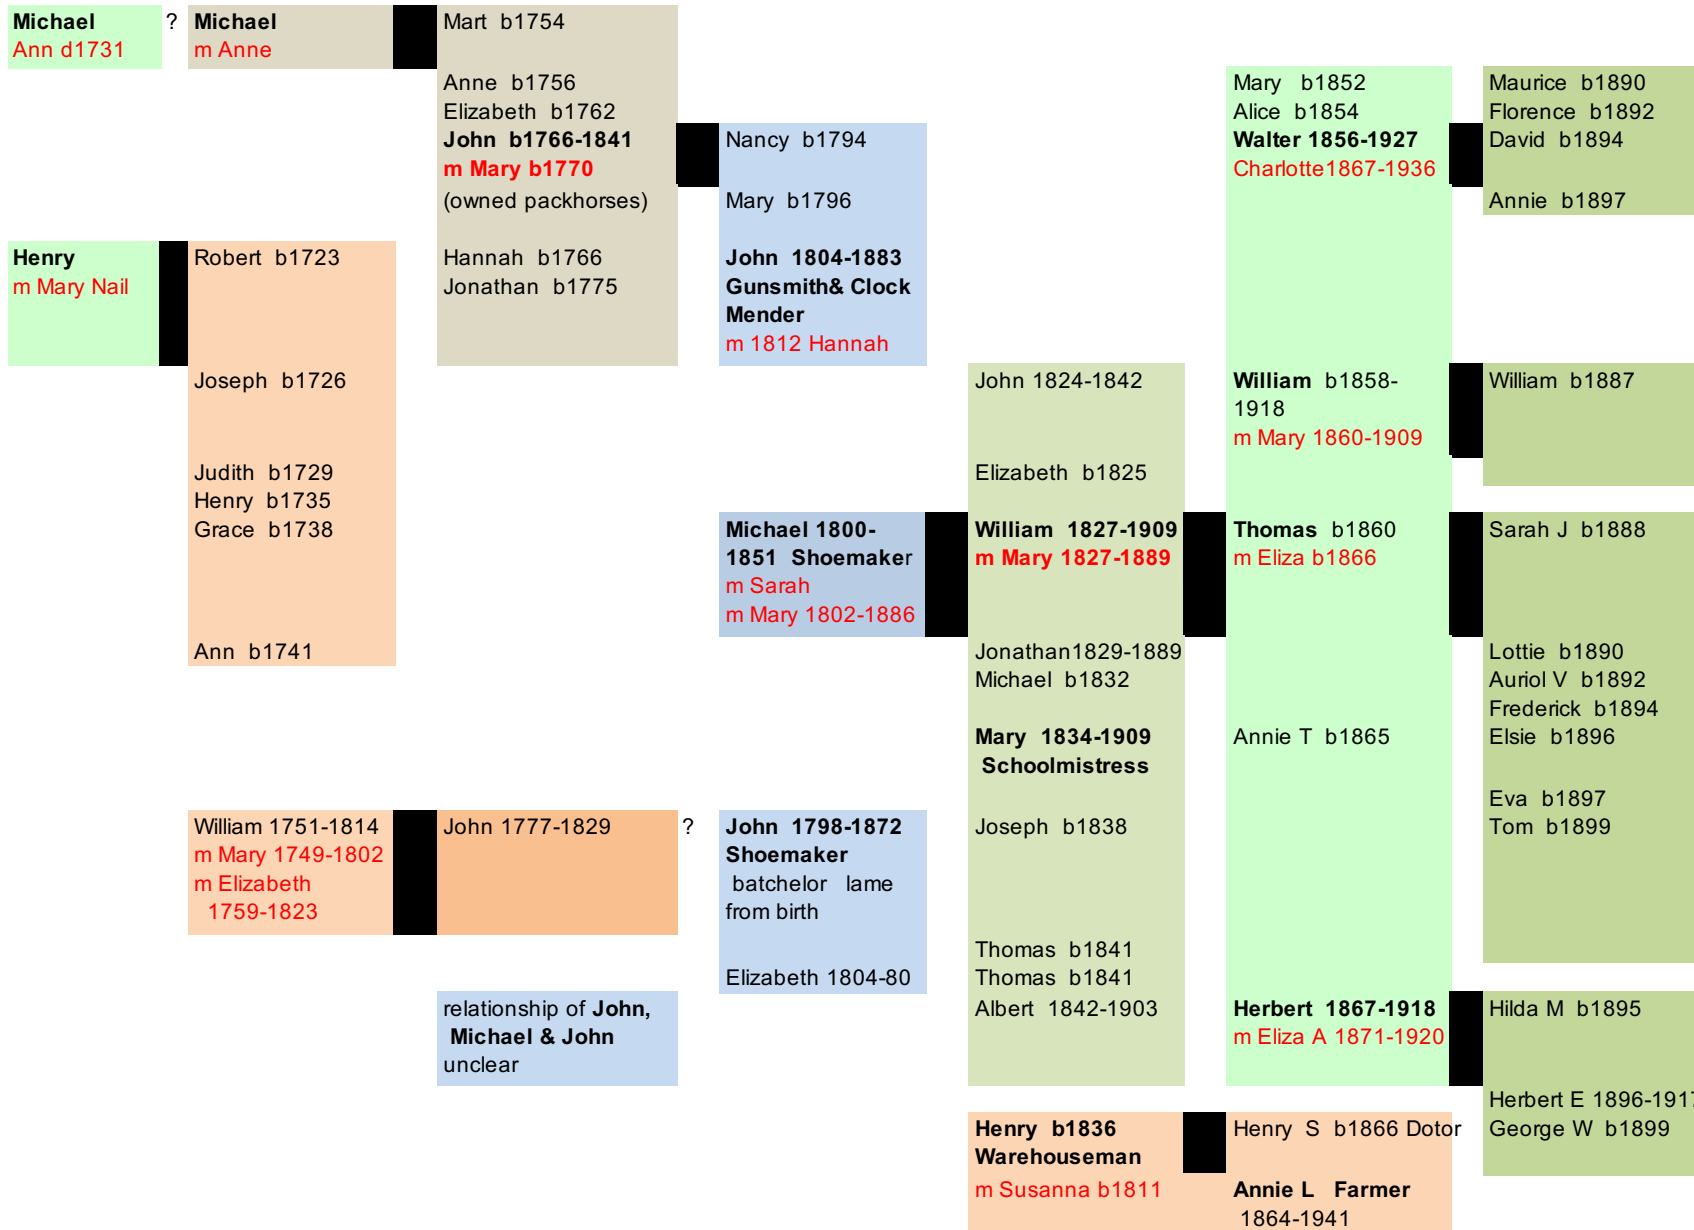 Michael
Ann d1731
?
Michael
m Anne
Henry
m Mary Nail
Robert b1723
Joseph b1726
Judith b1729
Henry b1735
Grace b1738
Ann b1741
William 1751-1814
m Mary 1749-1802
m Elizabeth
1759-1823
Mart b1754
Anne b1756
Elizabeth b1762
John b1766-1841
m Mary b1770
(owned packhorses)
Hannah b1766
Jonathan b1775
John 1777-1829
?
relationship of John,
Michael & John
unclear
Nancy b1794
Mary b1796
John 1804-1883
Gunsmith& Clock
Mender
m 1812 Hannah
Michael 1800-
1851 Shoemaker
m Sarah
m Mary 1802-1886
John 1798-1872
Shoemaker
batchelor lame
from birth
Elizabeth 1804-80
John 1824-1842
Elizabeth b1825
William 1827-1909
m Mary 1827-1889
Jonathan1829-1889
Michael b1832
Mary 1834-1909
Schoolmistress
Joseph b1838
Thomas b1841
Thomas b1841
Albert 1842-1903
Henry b1836
Warehouseman
m Susanna b1811
Mary b1852
Alice b1854
Walter 1856-1927
Charlotte1867-1936
William b1858-
1918
m Mary 1860-1909
Thomas b1860
m Eliza b1866
Annie T b1865
Herbert 1867-1918
m Eliza A 1871-1920
Henry S b1866 Dotor
Annie L Farmer
1864-1941
Maurice b1890
Florence b1892
David b1894
Annie b1897
William b1887
Sarah J b1888
Lottie b1890
Auriol V b1892
Frederick b1894
Elsie b1896
Eva b1897
Tom b1899
Hilda M b1895
Herbert E 1896-1917
George W b1899